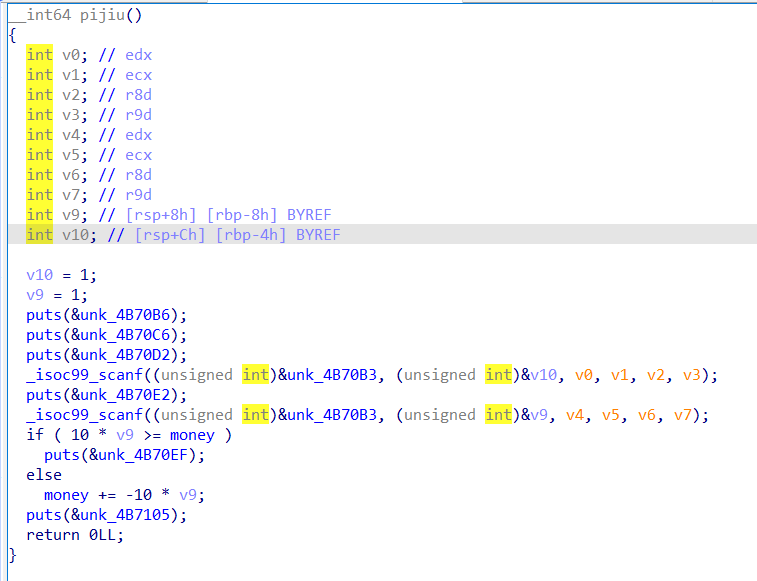 __int64 pijiu()
{
int v0; // edx
int v1; // ecx
int v2; // r8d
int v3; // r9d
int v4; // edx
int v5; // ecx
int v6; // r8d
int v7; // r9d
int v9; // [rsp+8h] [rbp-8h] BYREF
int v10; // [rsp+Ch] [rbp-4h] BYREF
v10 = 1;
v9 = 1;
puts(&unk_4B70B6);
puts(&unk_4B70C6);
puts(&unk_4B70D2);
_isoc99_scanf((unsigned int)&unk_4B70B3, (unsigned int)&v10, v0, v1, v2, v3);
puts(&unk_4B70E2);
_isoc99_scanf((unsigned int)&unk_4B70B3, (unsigned int)&v9, v4, v5, v6, v7);
if ( 10 * v9 >= money )
puts(&unk_4B70EF);
else
money += -10 * v9;
puts(&unk_4B7105);
return 0LL;
}